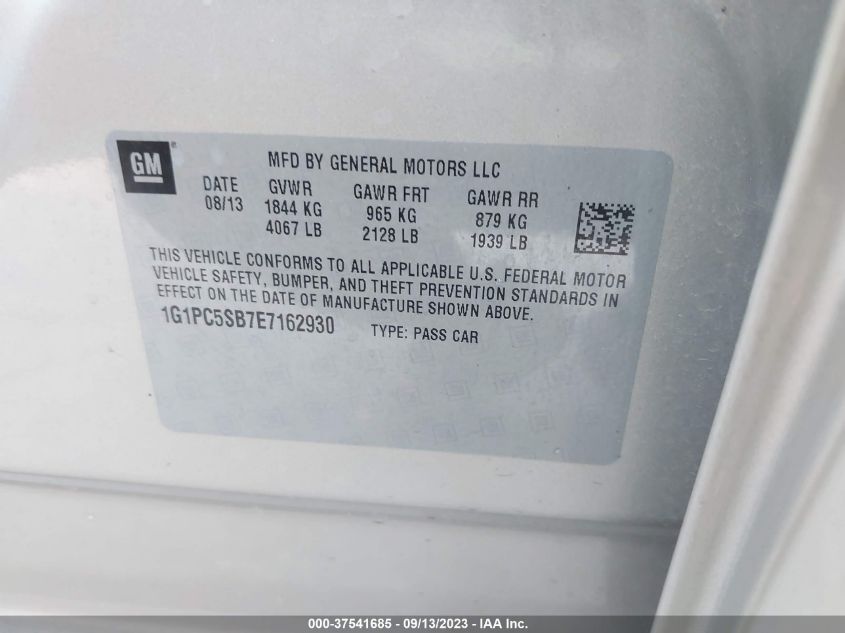 GM
MFD BY GENERAL MOTORS LLC
DATE GVWR GAWR FRT GAWR RR
08/13 1844 KG 965 KG 879 KG
4067 LB 2128 LB 1939 LB
THIS VEHICLE CONFORMS TO ALL APPLICABLE U.S. FEDERAL MOTOR
VEHICLE SAFETY, BUMPER, AND THEFT PREVENTION STANDARDS IN
EFFECT ON THE DATE OF MANUFACTURE SHOWN ABOVE.
1G1PC5SB7E7162930 TYPE: PASS CAR
000-37541685 - 09/13/2023 - IAA Inc.